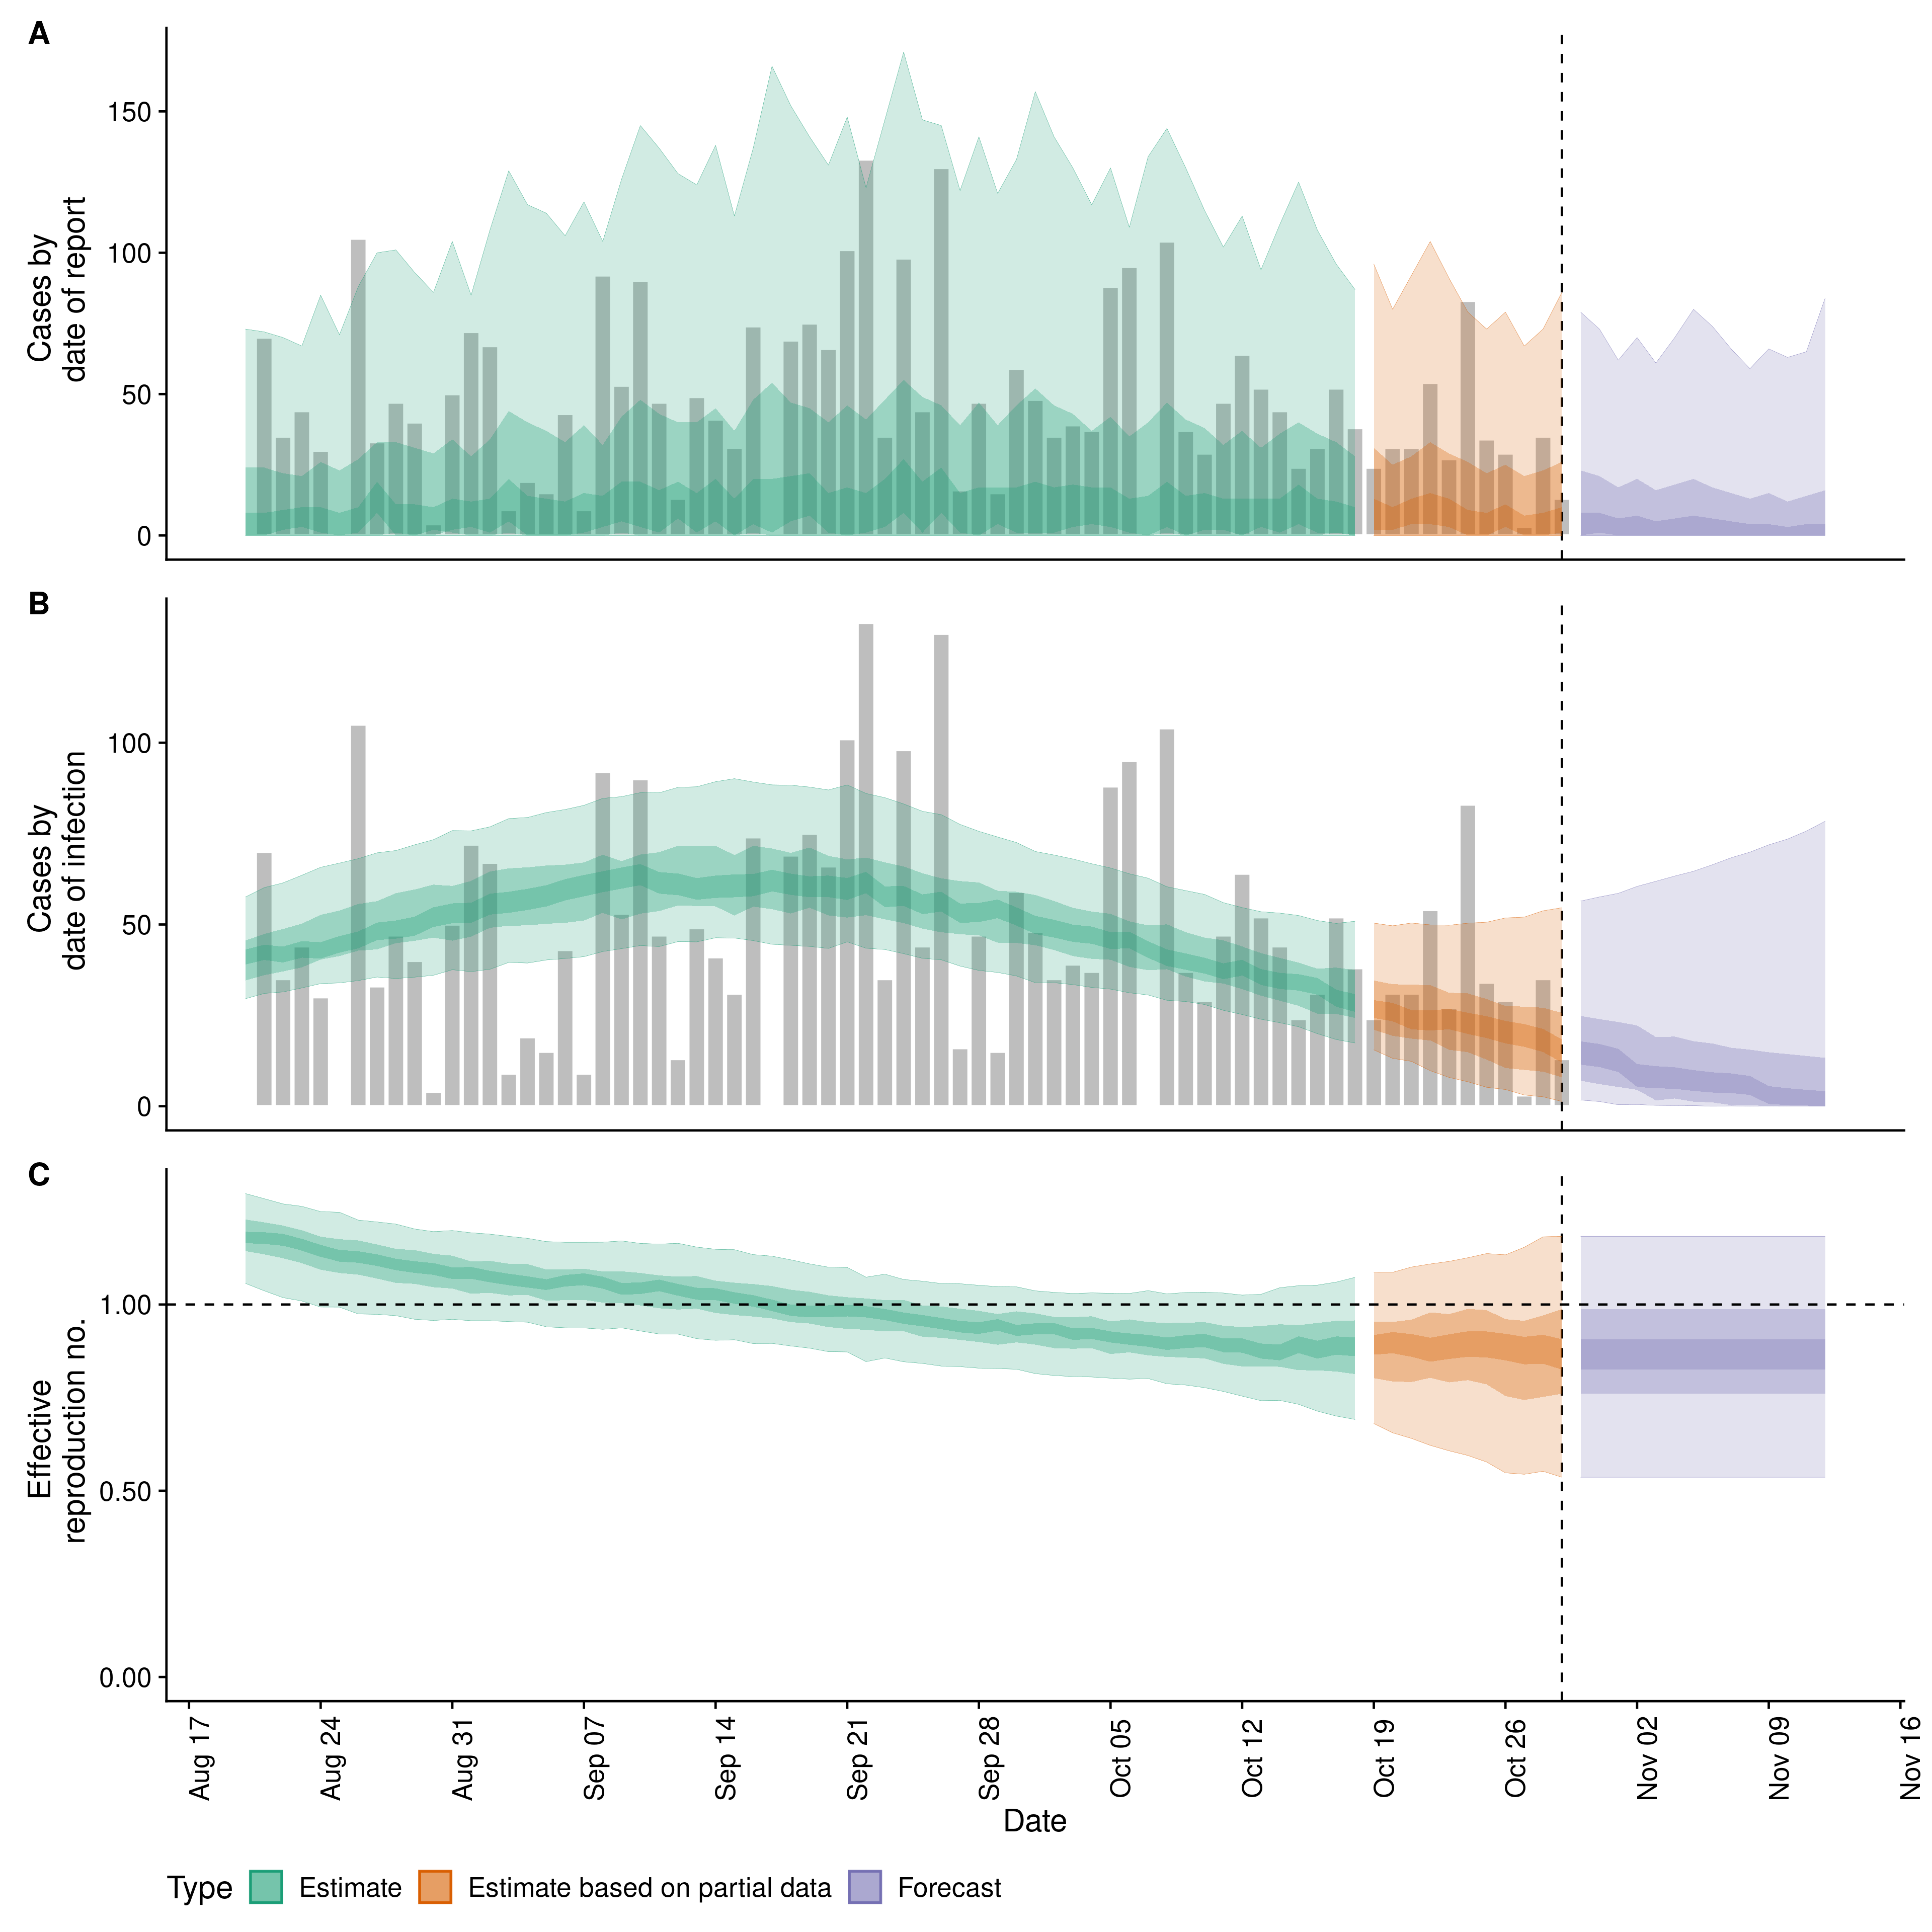 A
Cases by
date of report
150
100
50
0
B
Cases by
date of infection
100
50
0
C
Effective
reproduction no.
1.00
0.50
0.00
Aug 17
Aug 24
Aug 31
Sep 07
Sep 14
Sep 21
Sep 28
Oct 05
Oct 12
Oct 19
Oct 26
Nov 02
Nov 09
Nov 16
Date
Type Estimate Estimate based on partial data Forecast